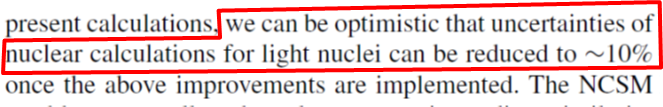 present calculations, we can be optimistic that uncertainties of
nuclear calculations for light nuclei can be reduced to ∼10%
once the above improvements are implemented. The NCSM